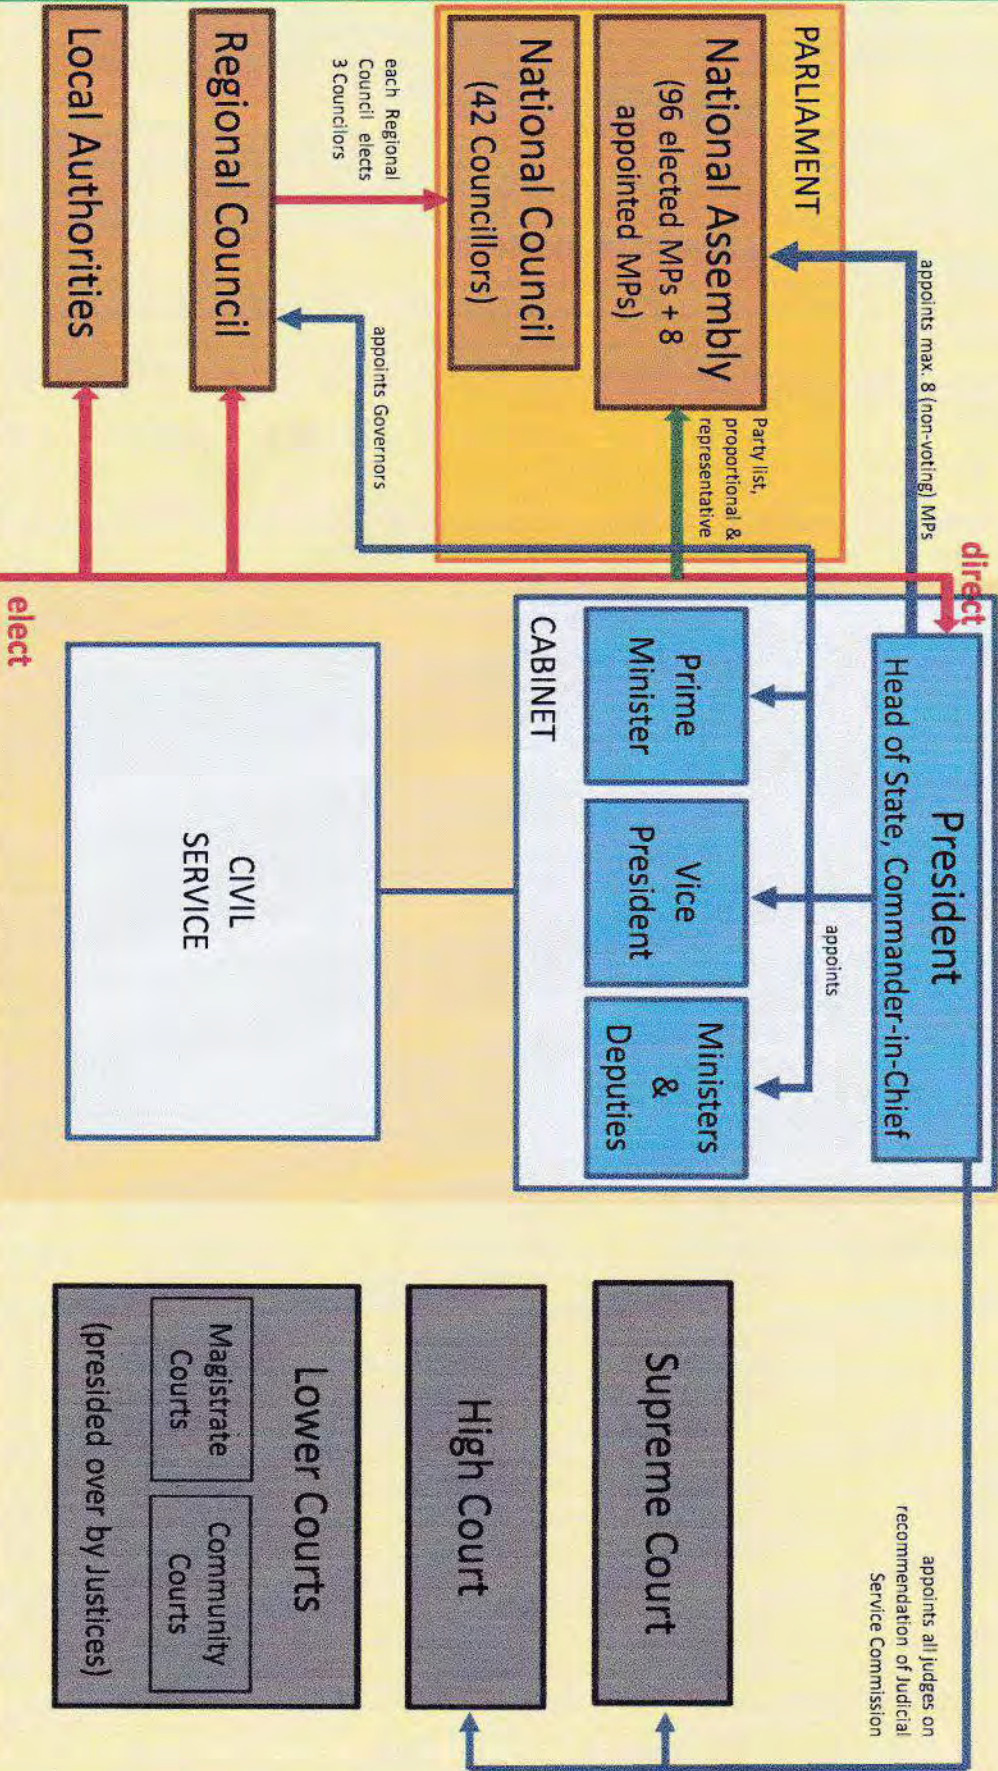 PARLIAMENT
National Assembly
(96 elected MPs + 8
appointed MPs)
National Council
(42 Councillors)
each Regional
Council elects
3 Councilors
Regional
Council
Local Authorities
appoints max. 8 (non-voting) MPs
Party list,
proportional &
representative
appoints Governors
direct
elect
President
Head of State, Commander-in-Chief
appoints
Prime
Minister
Vice
President
Ministers
&
Deputies
CABINET
CIVIL
SERVICE
appoints all judges on
recommendation of Judicial
Service Commission
Supreme Court
High Court
Lower Courts
Magistrate
Courts
Community
Courts
(presided over by Justices)